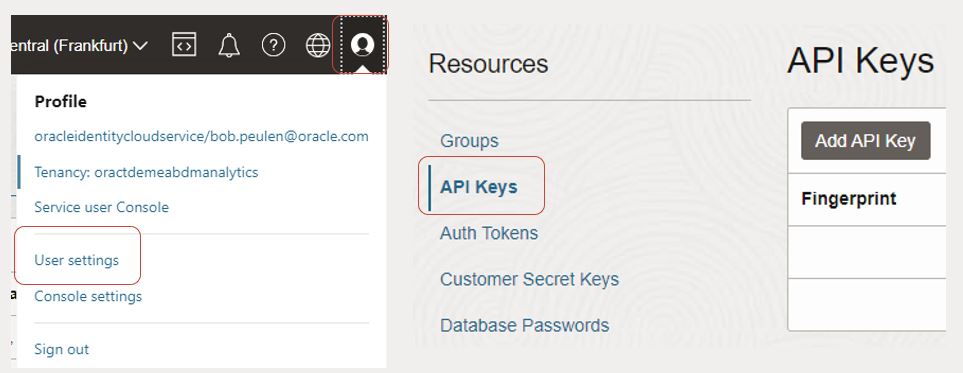 entral (Frankfurt)
Profile
oracleidentitycloudservice/bob.peulen@oracle.com
Tenancy: oractdemeabdmanalytics
Service user Console
User settings
a
Console settings
Sign out
Resources
Groups
API Keys
Auth Tokens
Customer Secret Keys
Database Passwords
API Keys
Add API Key
Fingerprint